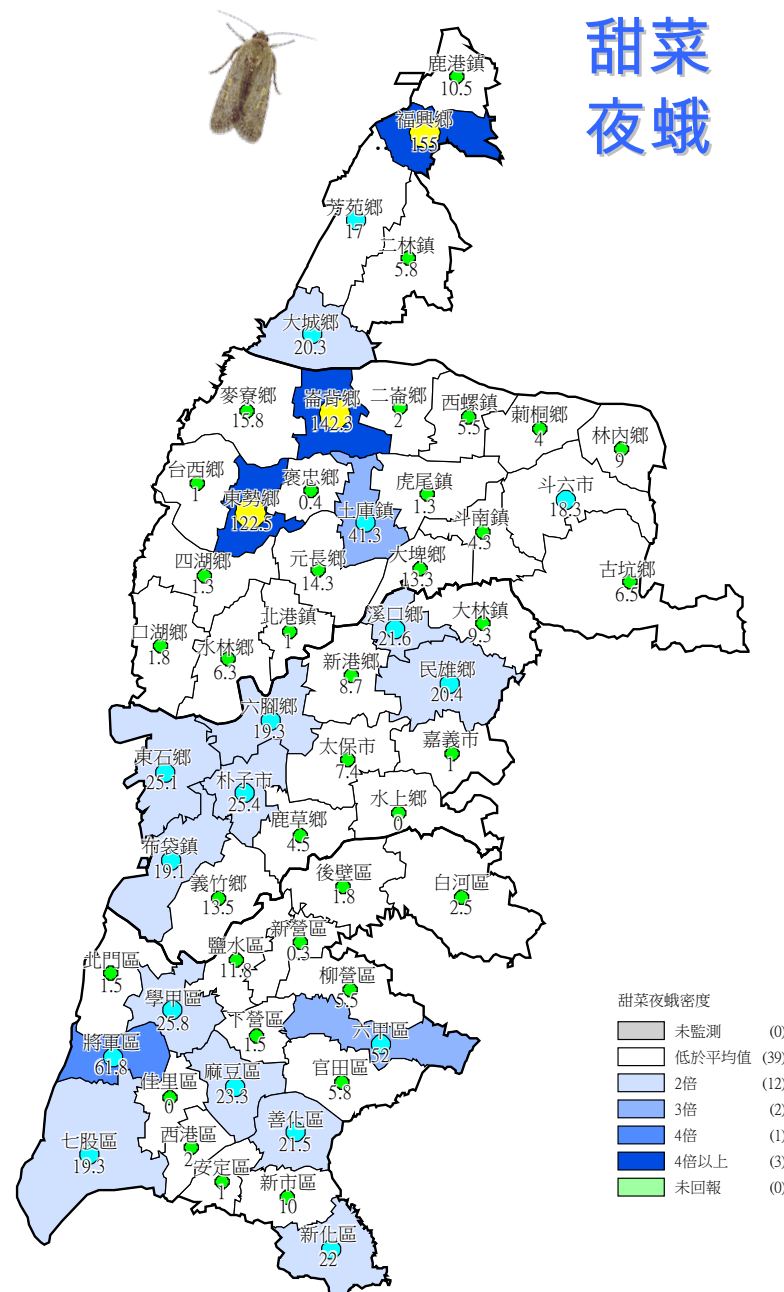 甜菜
夜蛾
鹿港鎮
10.5
福興鄉
155
芳苑鄉
17
二林鎮
5.8
大城鄉
20.3
麥寮鄉
15.8
崙背鄉
142.3
二崙鄉
2
西螺鎮
5.5
莿桐鄉
4
林內鄉
9
台西鄉
1
東勢鄉
122.5
褒忠鄉
0.4
土庫鎮
41.3
虎尾鎮
1.3
斗南鎮
4.3
斗六市
18.3
四湖鄉
1.3
元長鄉
14.3
大埤鄉
13.3
古坑鄉
6.5
口湖鄉
1.8
水林鄉
6.3
北港鎮
1
溪口鄉
21.6
大林鎮
9.3
新港鄉
8.7
民雄鄉
20.4
六腳鄉
19.3
東石鄉
25.1
朴子市
25.4
太保市
7.4
嘉義市
1
水上鄉
0
鹿草鄉
4.5
布袋鎮
19.1
義竹鄉
13.5
後壁區
1.8
白河區
2.5
新營區
0.3
鹽水區
11.8
北門區
1.5
柳營區
5.5
學甲區
25.8
下營區
1.5
六甲區
52
將軍區
61.8
佳里區
0
麻豆區
23.3
官田區
5.8
七股區
19.3
西港區
2
善化區
21.5
安定區
1
新市區
10
新化區
22
甜菜夜蛾密度
未監測 (0)
低於平均值 (39)
2倍 (12)
3倍 (2)
4倍 (1)
4倍以上 (3)
未回報 (0)